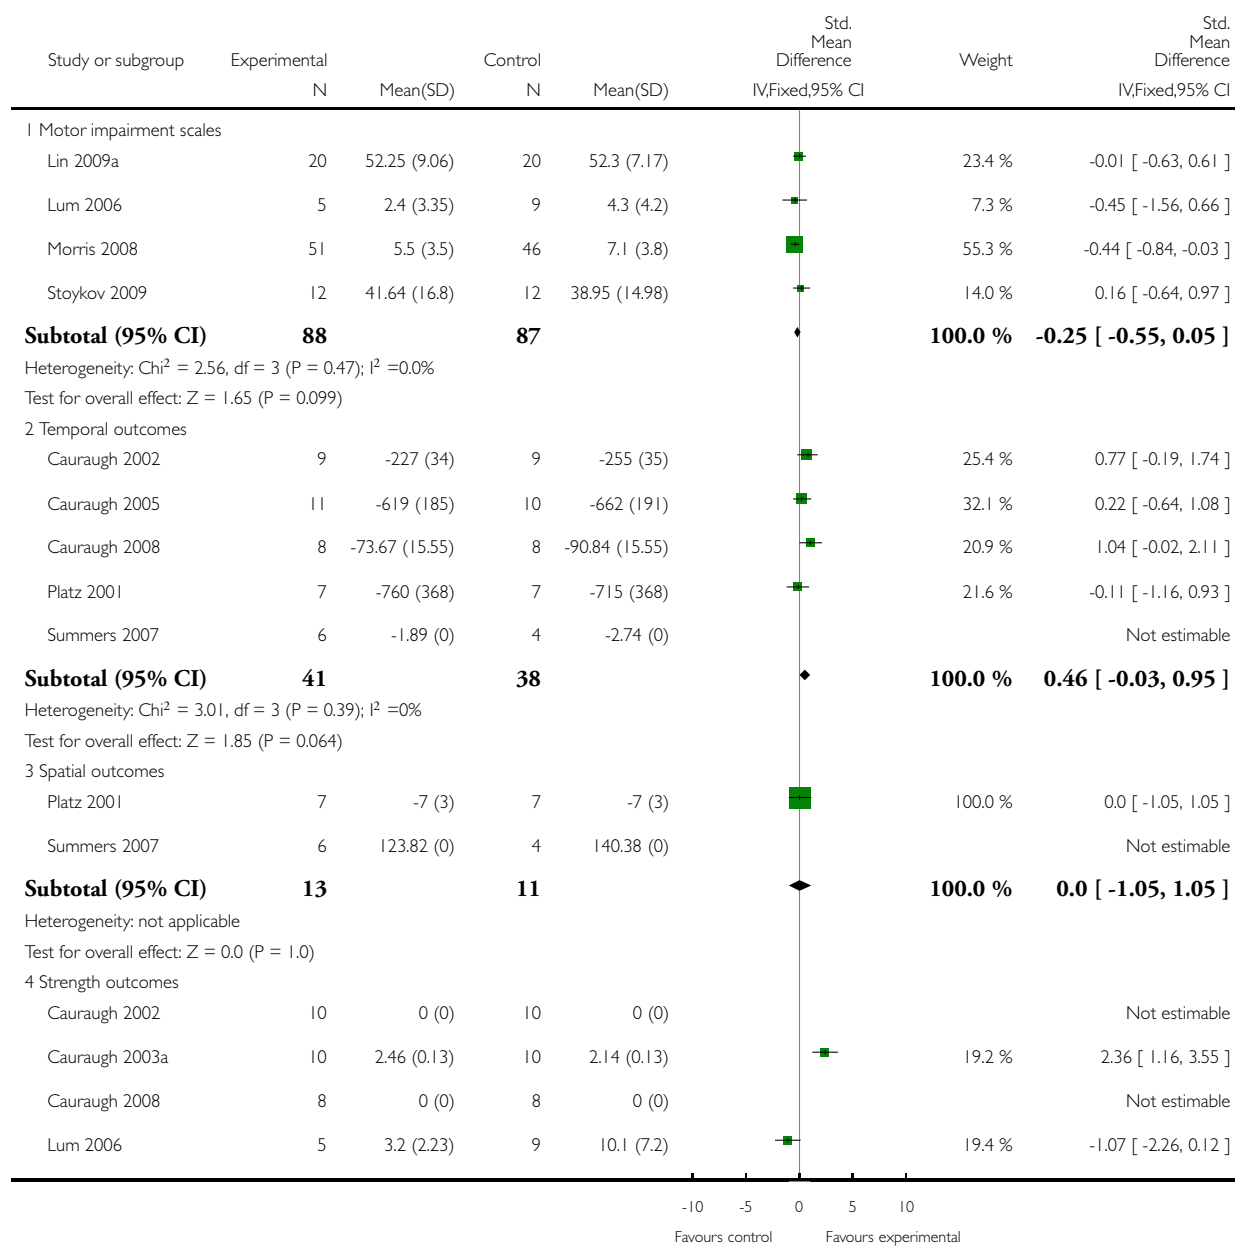 Std. Mean Difference Std. Mean Difference
Study or subgroup Experimental Control Weight
N Mean(SD) N Mean(SD) IV,Fixed,95% CI IV,Fixed,95% CI
1 Motor impairment scales
Lin 2009a 20 52.25 (9.06) 20 52.3 (7.17) 23.4 % -0.01 [ -0.63, 0.61 ]
Lum 2006 5 2.4 (3.35) 9 4.3 (4.2) 7.3 % -0.45 [ -1.56, 0.66 ]
Morris 2008 51 5.5 (3.5) 46 7.1 (3.8) 55.3 % -0.44 [ -0.84, -0.03 ]
Stoykov 2009 12 41.64 (16.8) 12 38.95 (14.98) 14.0 % 0.16 [ -0.64, 0.97 ]
Subtotal (95% CI) 88 87 100.0 % -0.25 [ -0.55, 0.05 ]
Heterogeneity: Chi² = 2.56, df = 3 (P = 0.47); I² =0.0%
Test for overall effect: Z = 1.65 (P = 0.099)
2 Temporal outcomes
Cauraugh 2002 9 -227 (34) 9 -255 (35) 25.4 % 0.77 [ -0.19, 1.74 ]
Cauraugh 2005 11 -619 (185) 10 -662 (191) 32.1 % 0.22 [ -0.64, 1.08 ]
Cauraugh 2008 8 -73.67 (15.55) 8 -90.84 (15.55) 20.9 % 1.04 [ -0.02, 2.11 ]
Platz 2001 7 -760 (368) 7 -715 (368) 21.6 % -0.11 [ -1.16, 0.93 ]
Summers 2007 6 -1.89 (0) 4 -2.74 (0) Not estimable
Subtotal (95% CI) 41 38 100.0 % 0.46 [ -0.03, 0.95 ]
Heterogeneity: Chi² = 3.01, df = 3 (P = 0.39); I² =0%
Test for overall effect: Z = 1.85 (P = 0.064)
3 Spatial outcomes
Platz 2001 7 -7 (3) 7 -7 (3) 100.0 % 0.0 [ -1.05, 1.05 ]
Summers 2007 6 123.82 (0) 4 140.38 (0) Not estimable
Subtotal (95% CI) 13 11 100.0 % 0.0 [ -1.05, 1.05 ]
Heterogeneity: not applicable
Test for overall effect: Z = 0.0 (P = 1.0)
4 Strength outcomes
Cauraugh 2002 10 0 (0) 10 0 (0) Not estimable
Cauraugh 2003a 10 2.46 (0.13) 10 2.14 (0.13) 19.2 % 2.36 [ 1.16, 3.55 ]
Cauraugh 2008 8 0 (0) 8 0 (0) Not estimable
Lum 2006 5 3.2 (2.23) 9 10.1 (7.2) 19.4 % -1.07 [ -2.26, 0.12 ]
-10 -5 0 5 10
Favours control Favours experimental